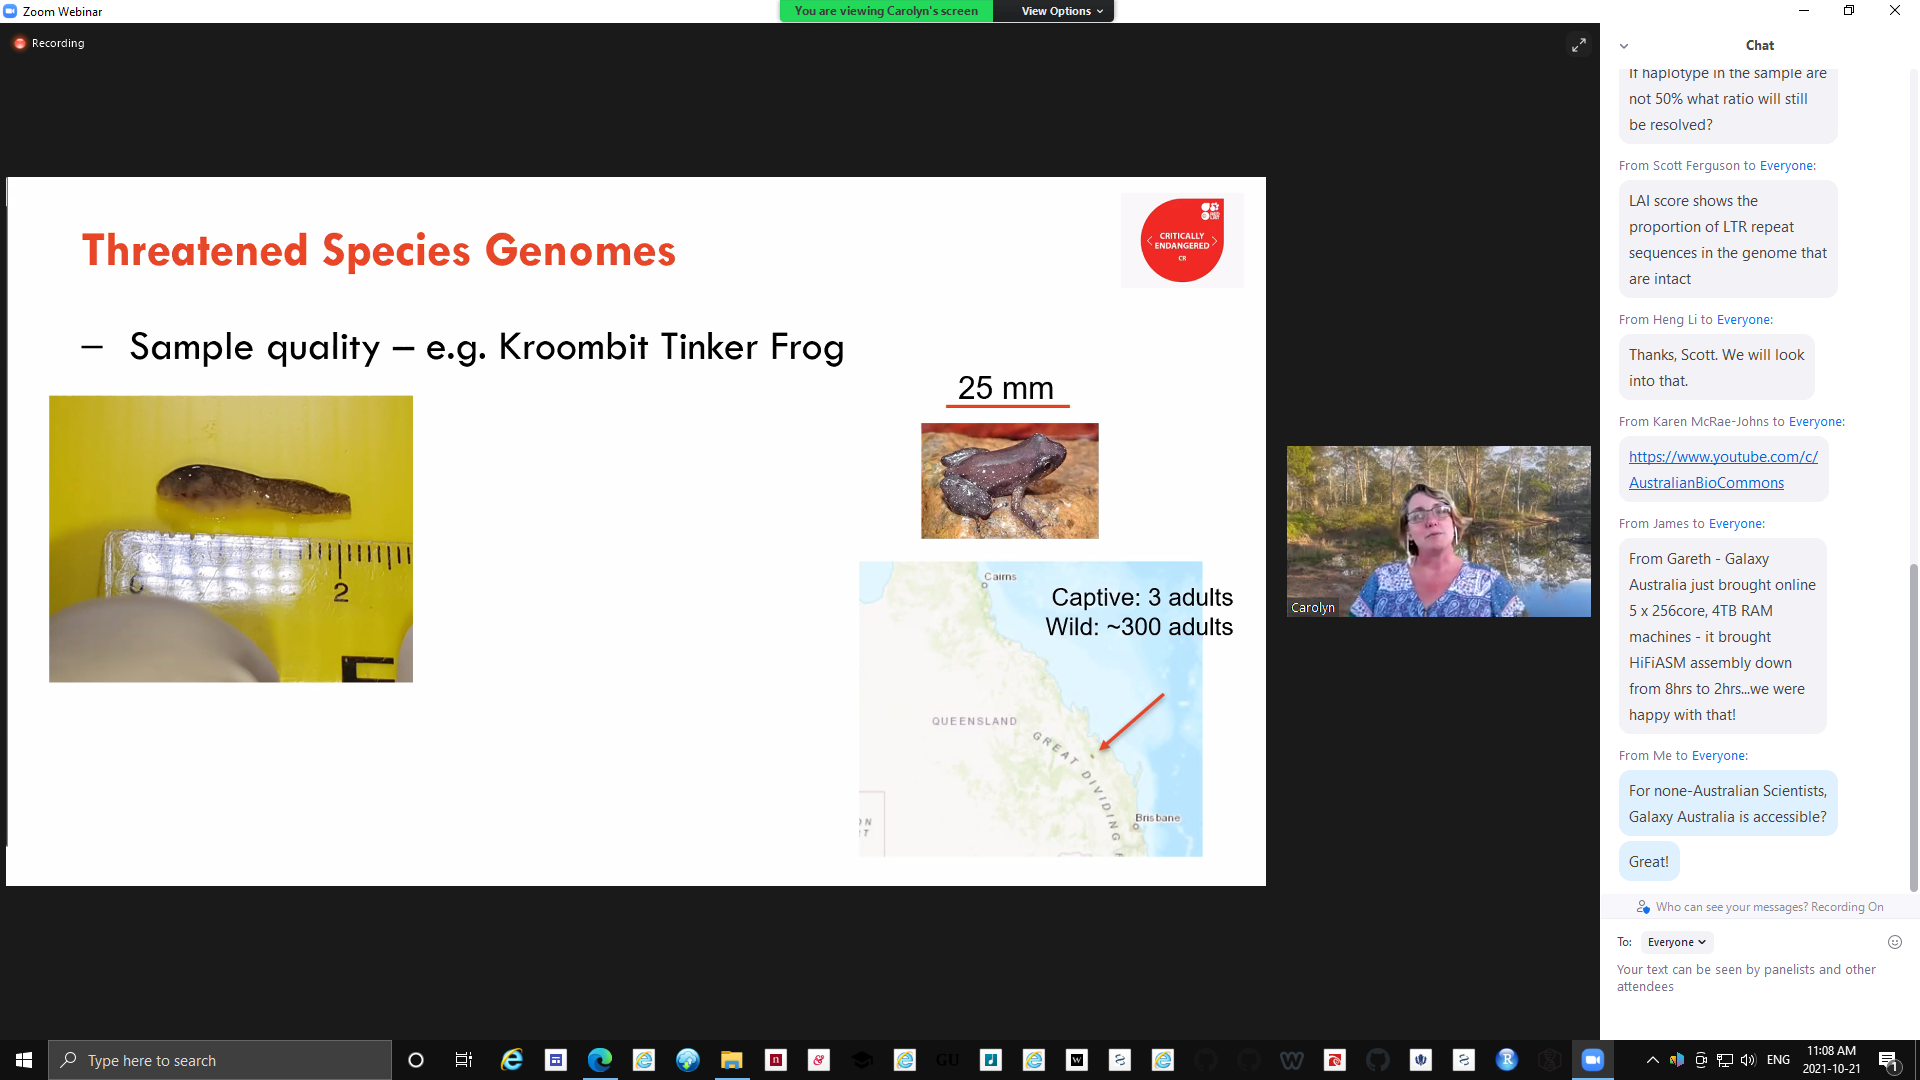 Zoom Webinar
You are viewing Carolyn's screen
View Options
Recording
Threatened Species Genomes
CRITICALLY
ENDANGERED
CR
– Sample quality – e.g. Kroombit Tinker Frog
25 mm
2
E
Cairns
Captive: 3 adults
Wild: ~300 adults
QUEENSLAND
GREAT DIVIDING
Brisbane
Carolyn
Chat
If haplotype in the sample are
not 50% what ratio will still
be resolved?
From Scott Ferguson to Everyone:
LAI score shows the
proportion of LTR repeat
sequences in the genome that
are intact
From Heng Li to Everyone:
Thanks, Scott. We will look
into that.
From Karen McRae-Johns to Everyone:
https://www.youtube.com/c/
AustralianBioCommons
From James to Everyone:
From Gareth - Galaxy
Australia just brought online
5 x 256core, 4TB RAM
machines - it brought
HiFiASM assembly down
from 8hrs to 2hrs...we were
happy with that!
From Me to Everyone:
For none-Australian Scientists,
Galaxy Australia is accessible?
Great!
Who can see your messages? Recording On
To: Everyone
Your text can be seen by panelists and other
attendees
Type here to search
ENG
11:08 AM
2021-10-21
1